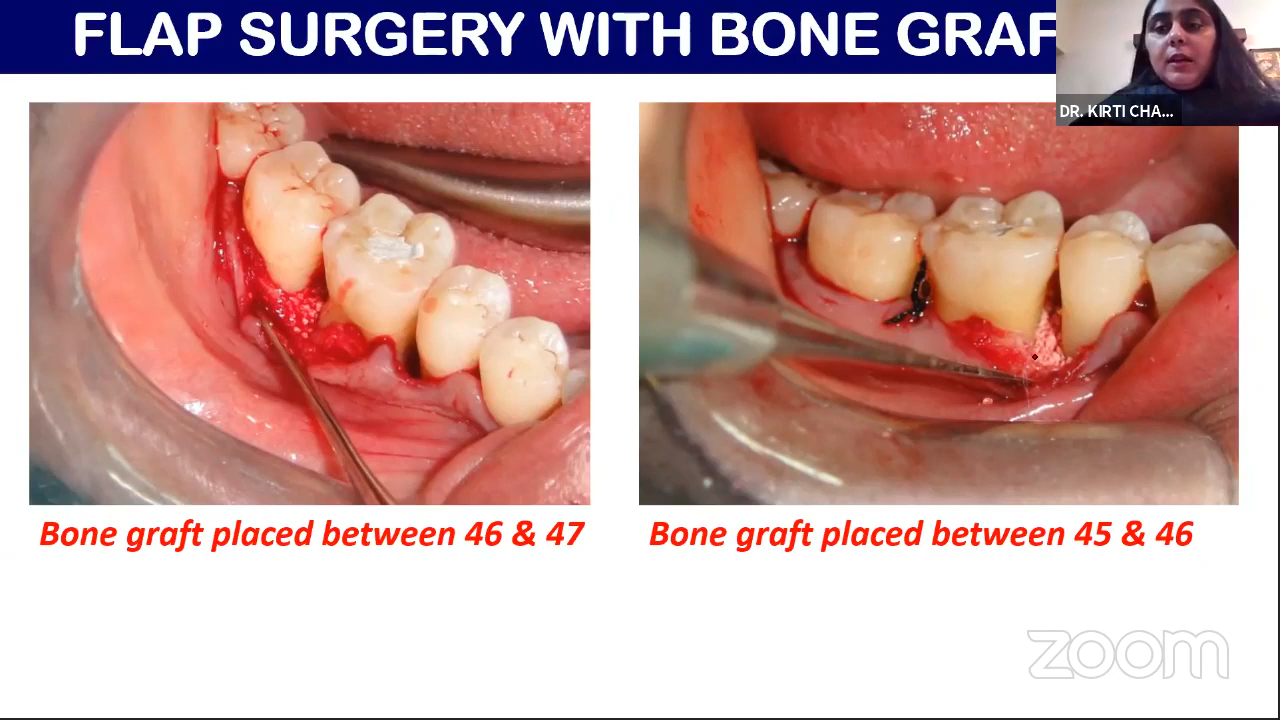 FLAP SURGERY WITH BONE GRAF
DR. KIRTI CHA...
Bone graft placed between 46 & 47
Bone graft placed between 45 & 46
zoom